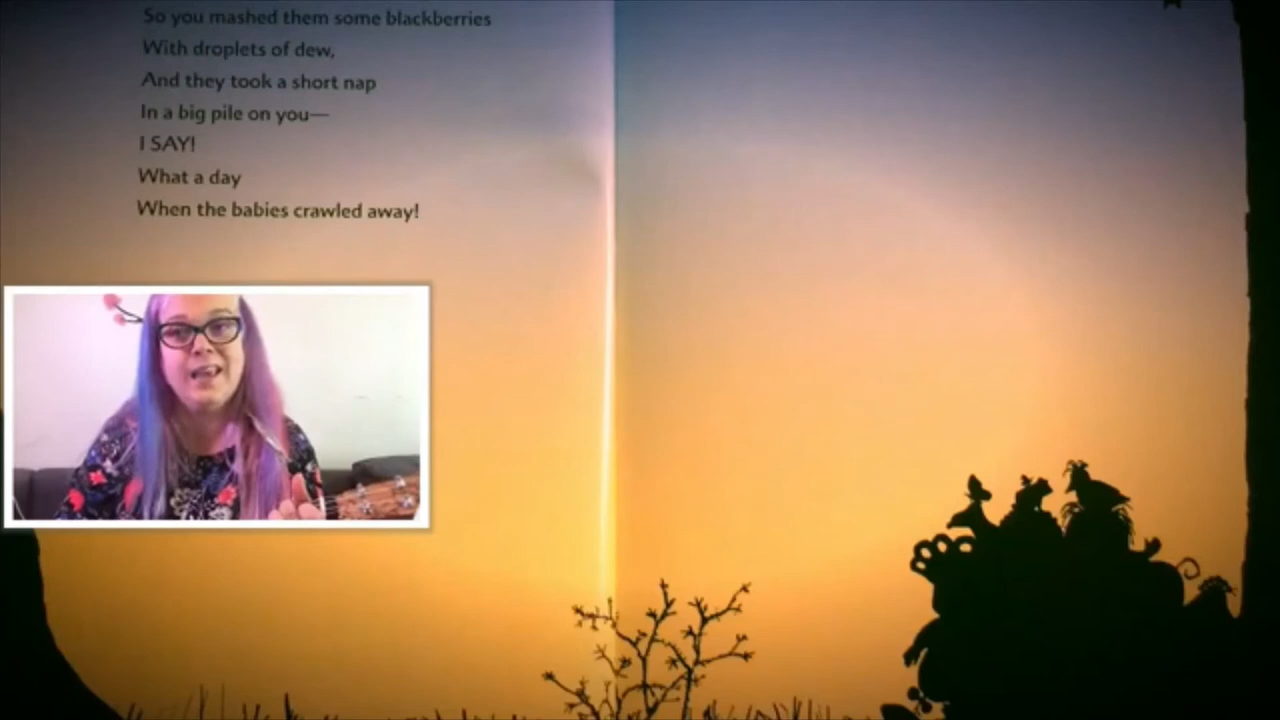 So you mashed them some blackberries
With droplets of dew,
And they took a short nap
In a big pile on you—
I SAY!
What a day
When the babies crawled away!